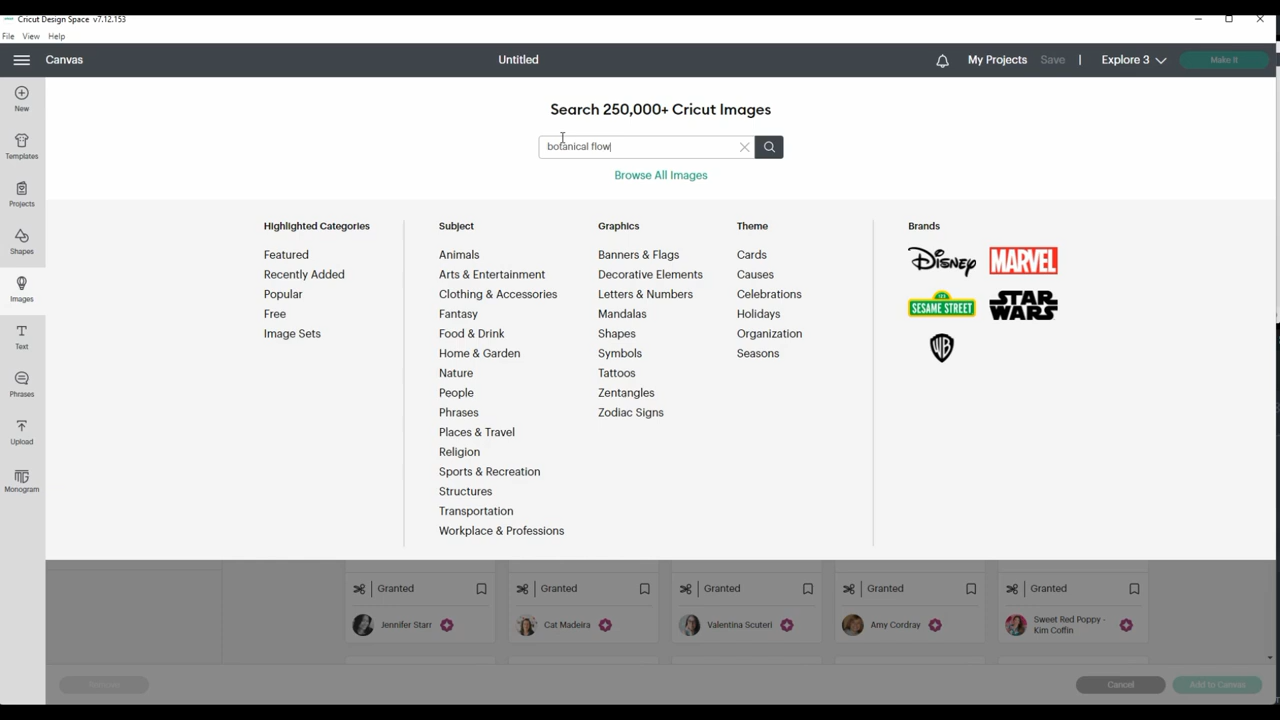 Cricut Design Space v7.12.153
File View Help
Canvas
Untitled
My Projects
Save
|
Explore 3
Make It
New
Templates
Projects
Shapes
Images
Text
Phrases
Upload
Monogram
Search 250,000+ Cricut Images
botanical flow
Browse All Images
Highlighted Categories
Featured
Recently Added
Popular
Free
Image Sets
Subject
Animals
Arts & Entertainment
Clothing & Accessories
Fantasy
Food & Drink
Home & Garden
Nature
People
Phrases
Places & Travel
Religion
Sports & Recreation
Structures
Transportation
Workplace & Professions
Graphics
Banners & Flags
Decorative Elements
Letters & Numbers
Mandalas
Shapes
Symbols
Tattoos
Zentangles
Zodiac Signs
Theme
Cards
Causes
Celebrations
Holidays
Organization
Seasons
Brands
Disney
MARVEL
SESAME STREET
STAR
WARS
WB
Granted
Granted
Granted
Granted
Granted
Jennifer Starr
Cat Madeira
Valentina Scuteri
Amy Cordray
Sweet Red Poppy -
Kim Coffin
Cancel
Add to Canvas